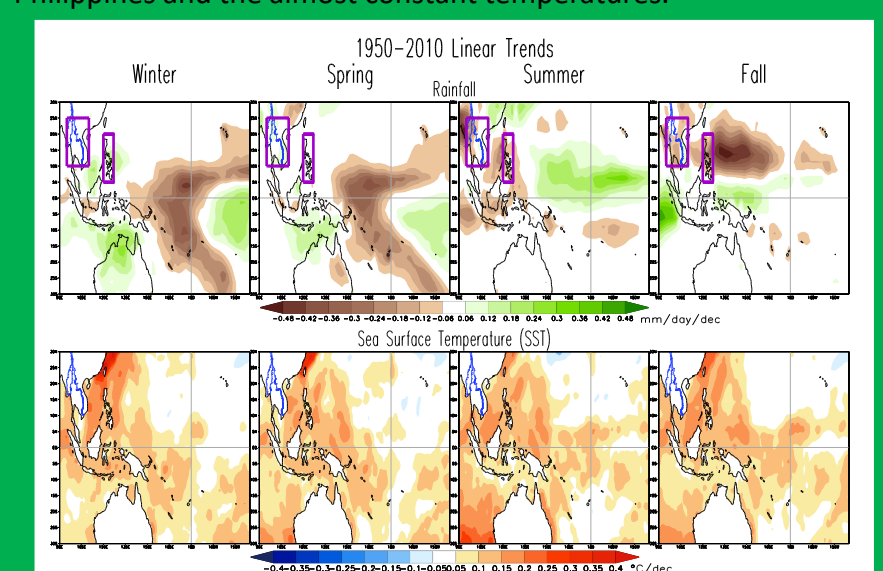 Philippines and the almost constant temperatures.
1950–2010 Linear Trends
Winter Spring Summer Fall
Rainfall
-0.48 -0.42 -0.36 -0.3 -0.24 -0.18 -0.12 -0.06 0.06 0.12 0.18 0.24 0.3 0.36 0.42 0.48 mm/day/dec
Sea Surface Temperature (SST)
-0.4 -0.35 -0.3 -0.25 -0.2 -0.15 -0.1 -0.05 0.05 0.1 0.15 0.2 0.25 0.3 0.35 0.4 °C/dec